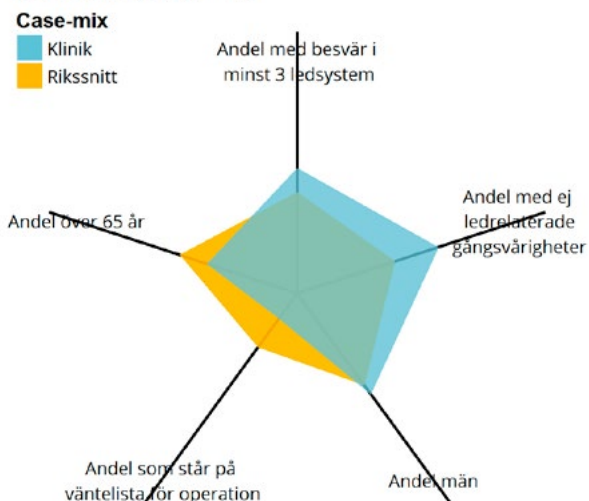 Case-mix
Klinik
Rikssnitt
Andel med besvär i
minst 3 ledsystem
Andel med ej
ledrelaterade
gångsvårigheter
Andel över 65 år
Andel som står på
väntelista för operation
Andel män